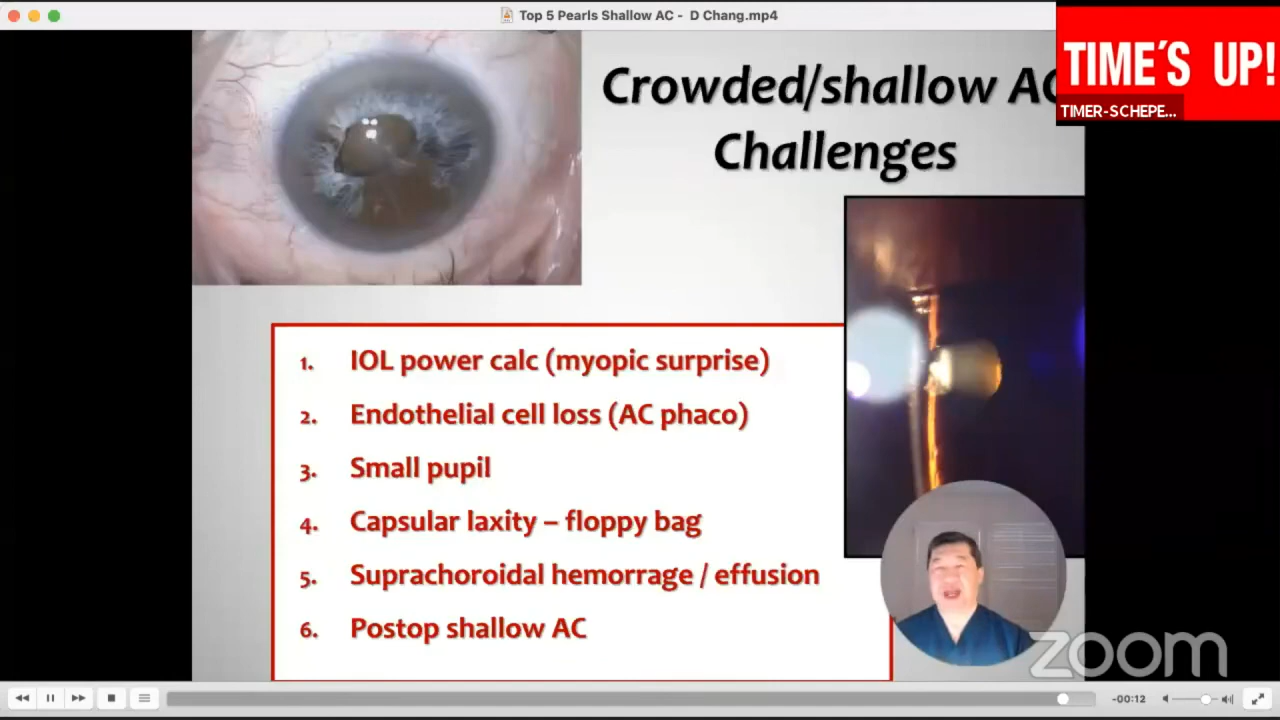 Top 5 Pearls Shallow AC - D Chang.mp4
TIME'S UP!
TIMER-SCHEPE...
Crowded/shallow AC
Challenges
1. IOL power calc (myopic surprise)
2. Endothelial cell loss (AC phaco)
3. Small pupil
4. Capsular laxity – floppy bag
5. Suprachoroidal hemorrage / effusion
6. Postop shallow AC
zoom
-00:12